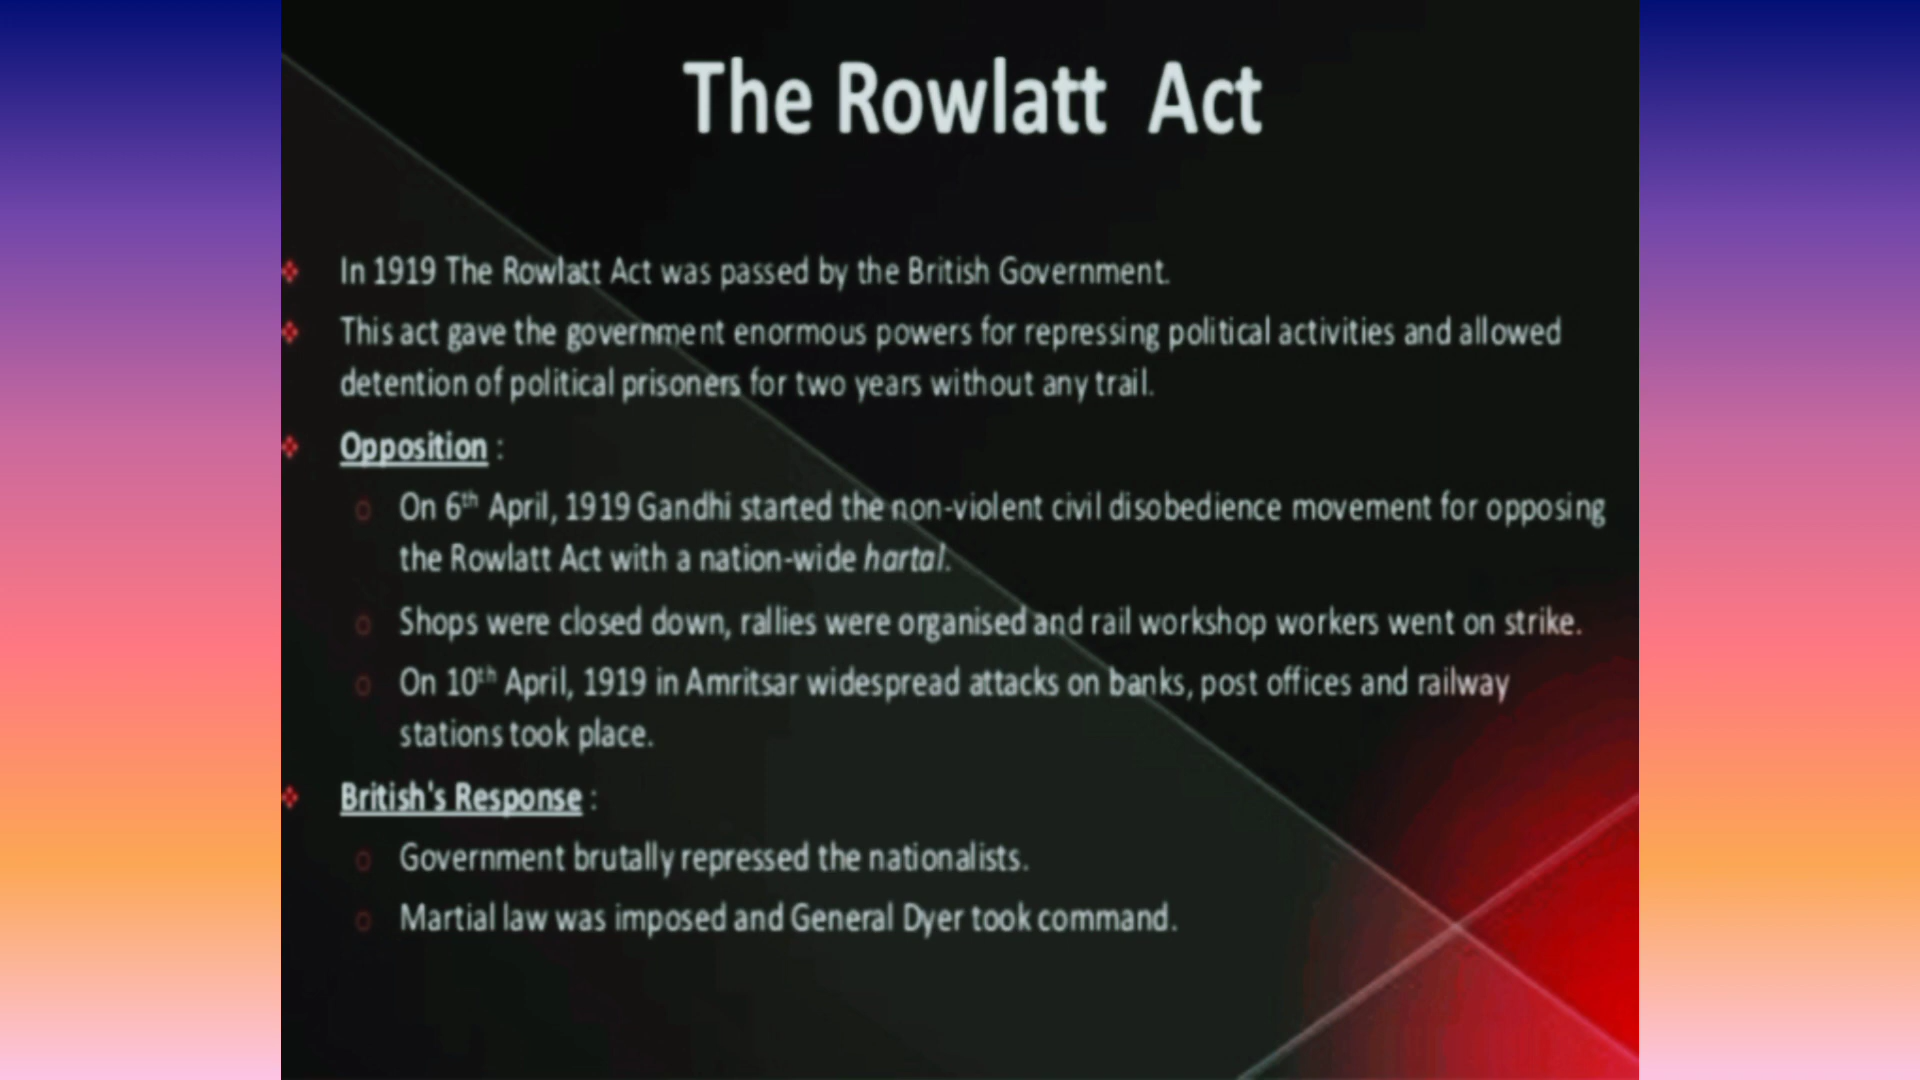 The Rowlatt Act
In 1919 The Rowlatt Act was passed by the British Government.
This act gave the government enormous powers for repressing political activities and allowed
detention of political prisoners for two years without any trail.
Opposition :
On 6th April, 1919 Gandhi started the non-violent civil disobedience movement for opposing
the Rowlatt Act with a nation-wide hartal.
Shops were closed down, rallies were organised and rail workshop workers went on strike.
On 10th April, 1919 in Amritsar widespread attacks on banks, post offices and railway
stations took place.
British's Response :
Government brutally repressed the nationalists.
Martial law was imposed and General Dyer took command.